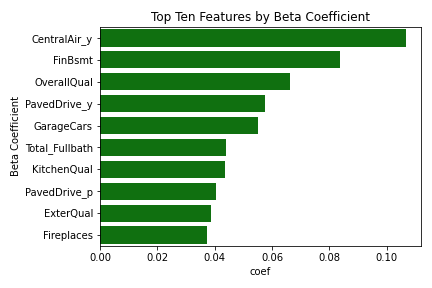 Top Ten Features by Beta Coefficient
Beta Coefficient
CentralAir_y
FinBsmt
OverallQual
PavedDrive_y
GarageCars
Total_Fullbath
KitchenQual
PavedDrive_p
ExterQual
Fireplaces
0.00 0.02 0.04 0.06 0.08 0.10
coef